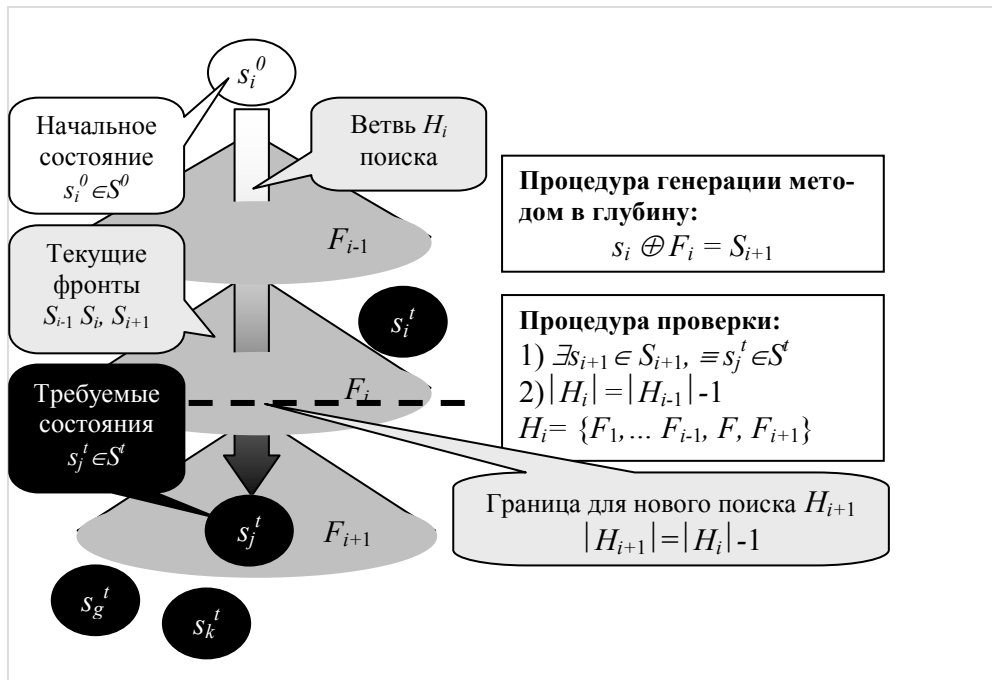 s_i^0
Начальное
состояние
s_i^0∈S^0
Ветвь H_i
поиска
Процедура генерации мето-
дом в глубину:
s_i ⊕ F_i = S_{i+1}
F_{i-1}
Текущие
фронты
S_{i-1} S_i, S_{i+1}
s_i^t
Процедура проверки:
1) ∃s_{i+1} ∈ S_{i+1}, ≡ s_j^t ∈S^t
2)|H_i| =|H_{i-1}| -1
H_i= {F_1,... F_{i-1}, F, F_{i+1}}
F_i
Требуемые
состояния
s_j^t∈S^t
Граница для нового поиска H_{i+1}
|H_{i+1}|=|H_i| -1
s_j^t
F_{i+1}
s_g^t
s_k^t